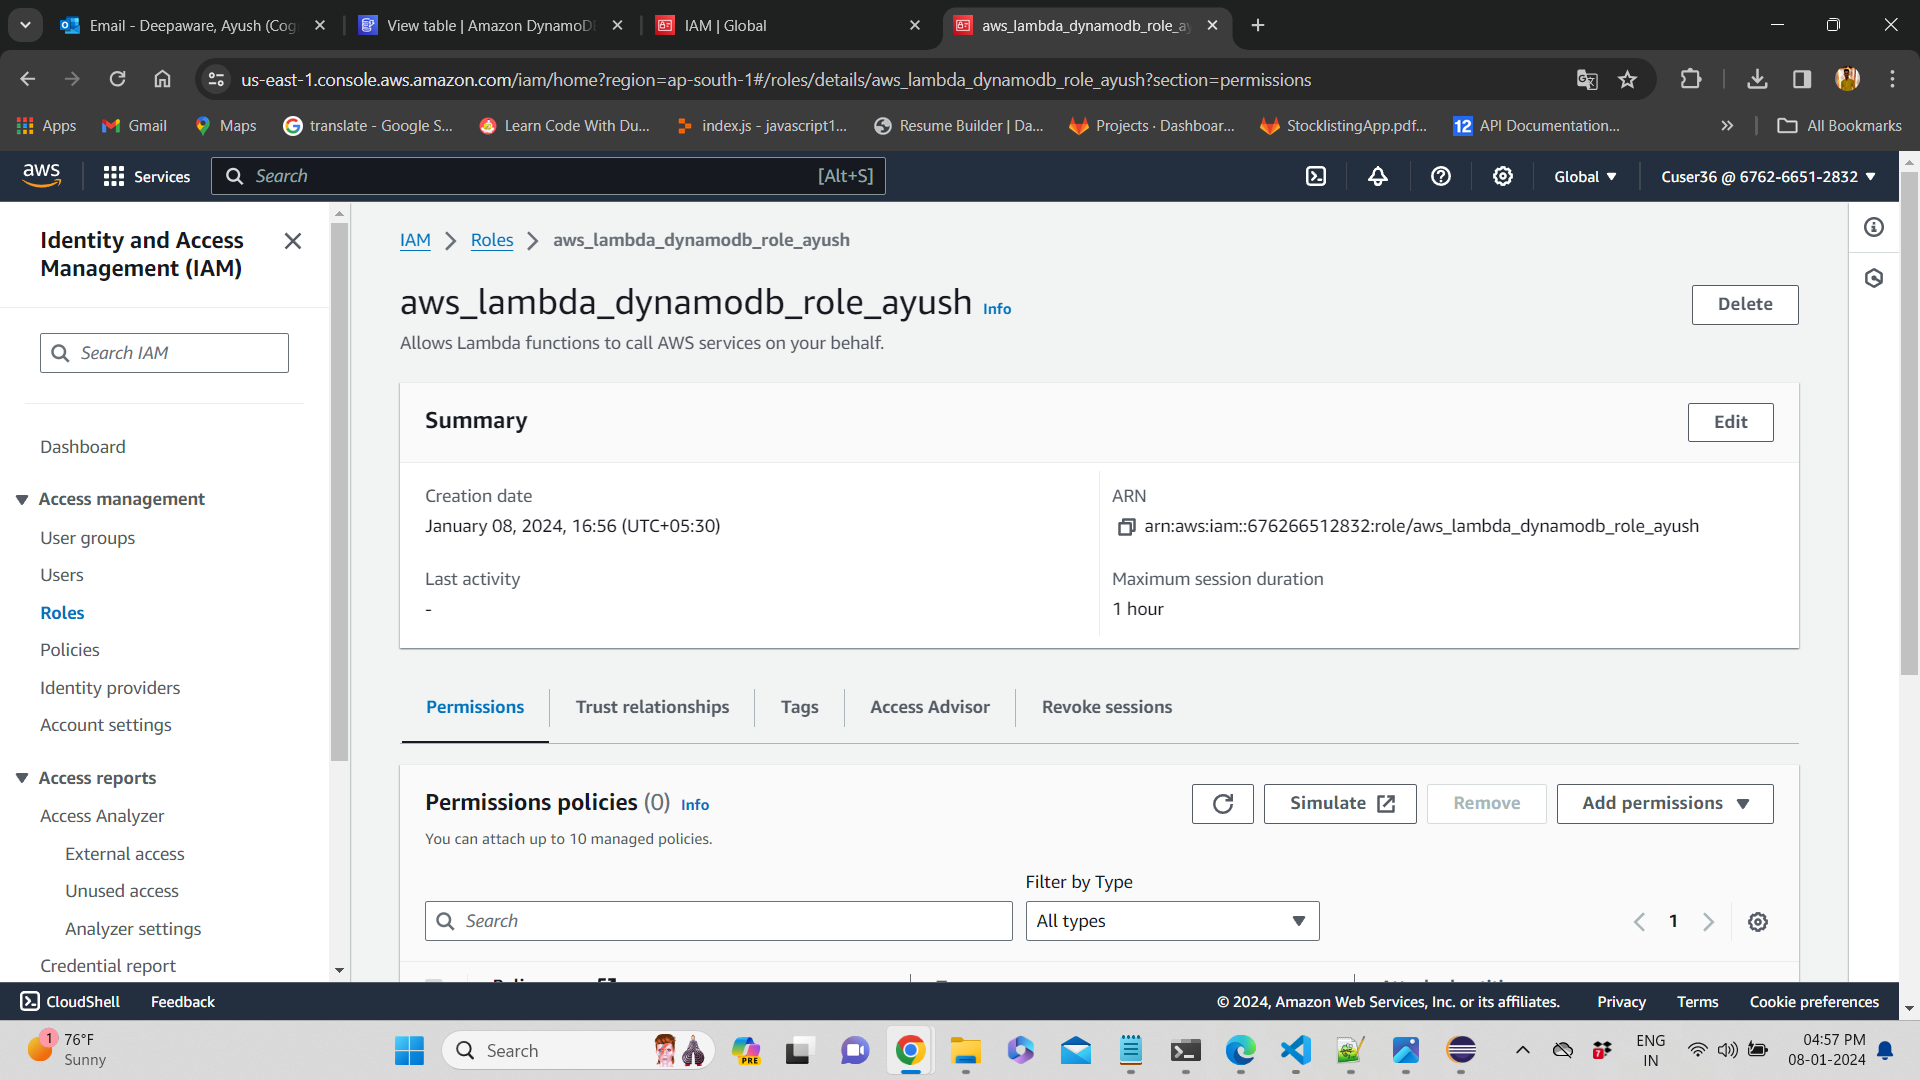 Email - Deepaware, Ayush (Cog
View table | Amazon DynamoD
IAM | Global
aws_lambda_dynamodb_role_ay
us-east-1.console.aws.amazon.com/iam/home?region=ap-south-1#/roles/details/aws_lambda_dynamodb_role_ayush?section=permissions
Apps
Gmail
Maps
translate - Google S...
Learn Code With Du...
index.js - javascript1...
Resume Builder | Da...
Projects · Dashboar...
StocklistingApp.pdf...
12 API Documentation...
All Bookmarks
aws
Services
Search
[Alt+S]
Global
Cuser36 @ 6762-6651-2832
Identity and Access
Management (IAM)
Search IAM
Dashboard
Access management
User groups
Users
Roles
Policies
Identity providers
Account settings
Access reports
Access Analyzer
External access
Unused access
Analyzer settings
Credential report
IAM
Roles
aws_lambda_dynamodb_role_ayush
aws_lambda_dynamodb_role_ayush Info
Delete
Allows Lambda functions to call AWS services on your behalf.
Summary
Edit
Creation date
January 08, 2024, 16:56 (UTC+05:30)
ARN
arn:aws:iam::676266512832:role/aws_lambda_dynamodb_role_ayush
Last activity
-
Maximum session duration
1 hour
Permissions
Trust relationships
Tags
Access Advisor
Revoke sessions
Permissions policies (0) Info
Simulate
Remove
Add permissions
You can attach up to 10 managed policies.
Filter by Type
Search
All types
1
CloudShell
Feedback
© 2024, Amazon Web Services, Inc. or its affiliates.
Privacy
Terms
Cookie preferences
1
76°F
Sunny
Search
PRE
7
ENG
IN
04:57 PM
08-01-2024